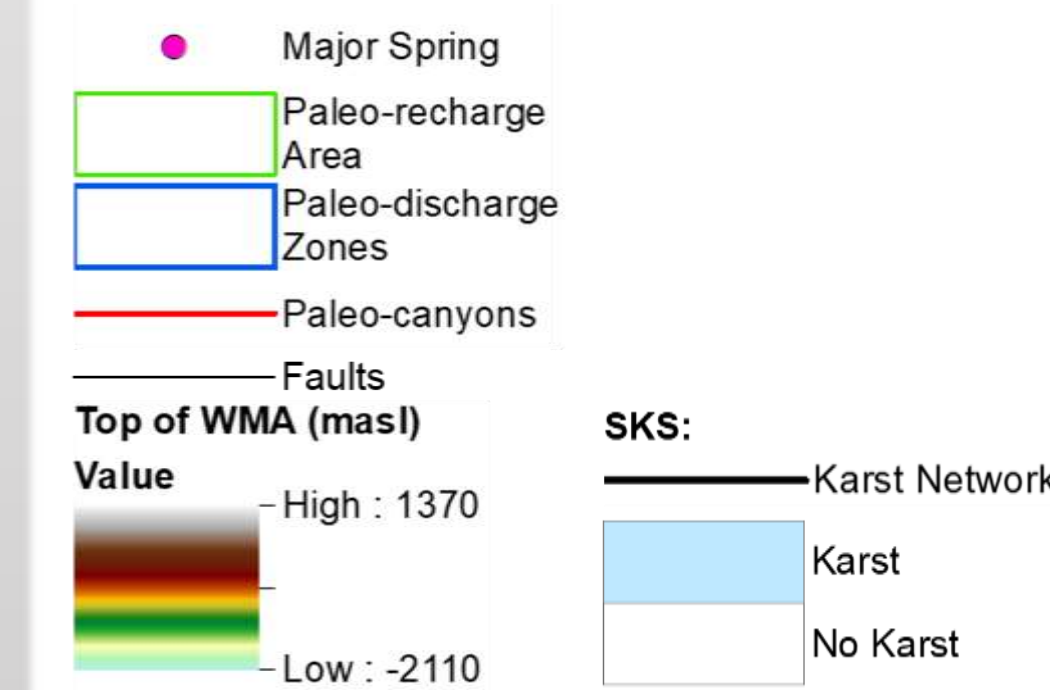 Major Spring
Paleo-recharge
Area
Paleo-discharge
Zones
Paleo-canyons
Faults
Top of WMA (masl)
Value
High : 1370
Low : -2110
SKS:
Karst Network
Karst
No Karst